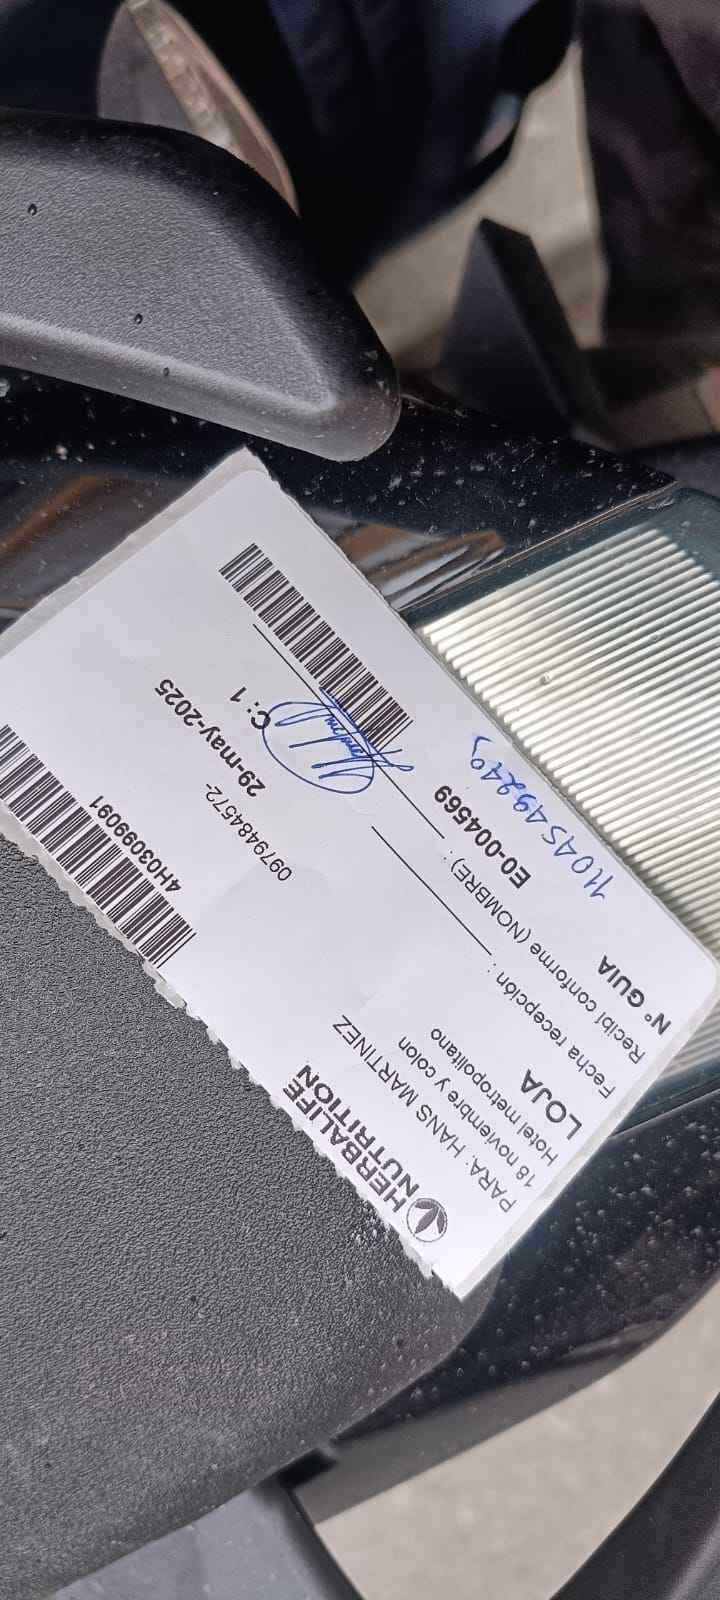 HERBALIFE
NUTRITION
4H03099091
PARA: HANS MARTINEZ
0979484572-
29-may-2025
18 noviembre y colon
Hotel metropolitano
LOJA
C: 1
Fecha recepción :
Recibí conforme (NOMBRE) :
N° GUIA
E0-004569